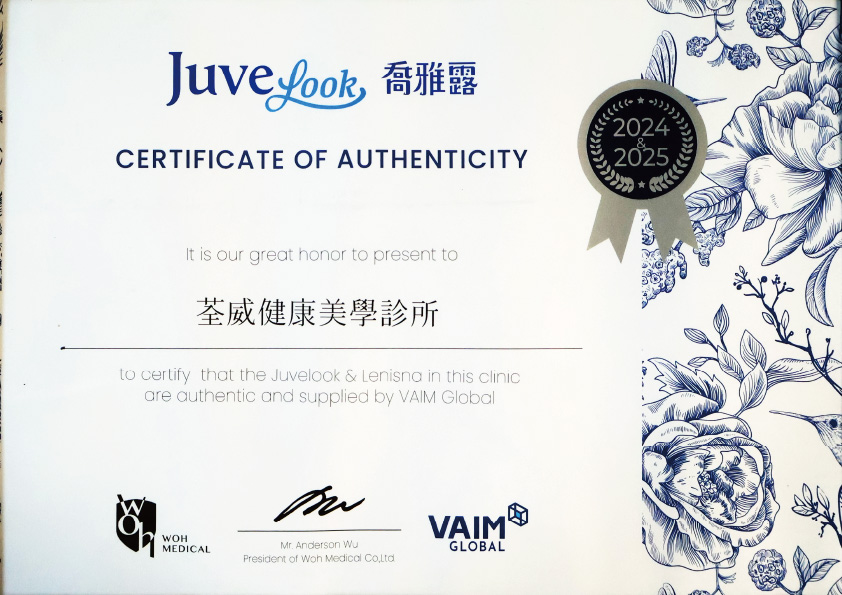 JUVELook 喬雅露
CERTIFICATE OF AUTHENTICITY
2024
&
2025
It is our great honor to present to
荃威健康美學診所
to certify that the Juvelook & Lenisna in this clinic
are authentic and supplied by VAIM Global
Woh
WOH
MEDICAL
Mr. Anderson Wu
President of Woh Medical Co,Ltd
VAIM
GLOBAL